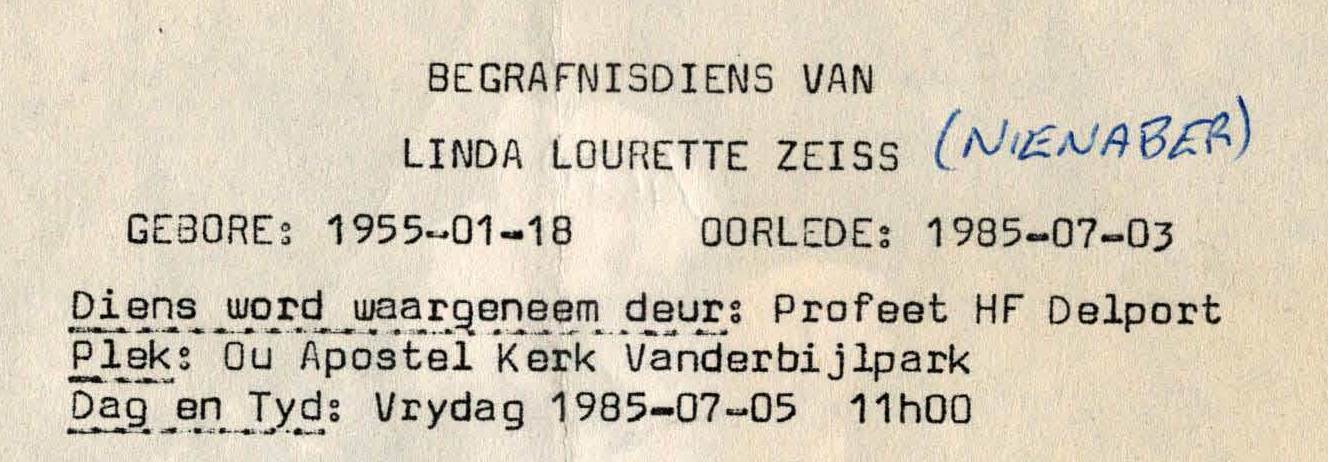 BEGRAFNISDIENS VAN
LINDA LOURETTE ZEISS (NIENABER)
GEBORE: 1955-01-18 OORLEDE: 1985-07-03
Diens word waargeneem deur: Profeet HF Delport
Plek: Ou Apostel Kerk Vanderbijlpark
Dag en Tyd: Vrydag 1985-07-05 11h00